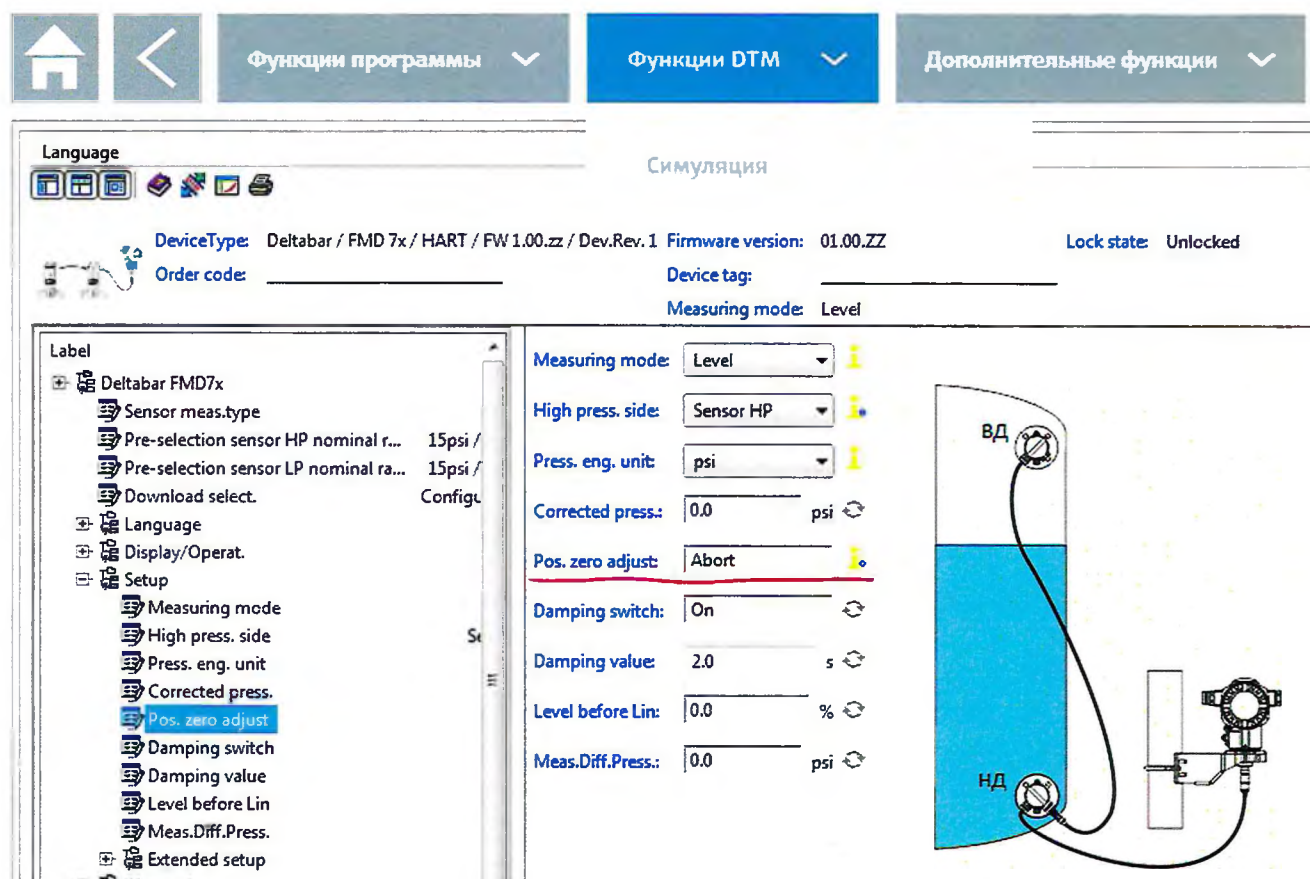 Функции программы
Функции DTM
Дополнительные функции
Language
Симуляция
DeviceType: Deltabar / FMD 7x / HART / FW 1.00.zz / Dev.Rev. 1 Firmware version: 01.00.ZZ Lock state: Unlocked
Order code: Device tag:
Measuring mode: Level
Label
Deltabar FMD7x
Sensor meas.type
Pre-selection sensor HP nominal r... 15psi /
Pre-selection sensor LP nominal ra... 15psi /
Download select. Configu
Language
Display/Operat.
Setup
Measuring mode
High press. side Se
Press. eng. unit
Corrected press.
Pos. zero adjust
Damping switch
Damping value
Level before Lin
Meas.Diff.Press.
Extended setup
Measuring mode: Level
High press. side: Sensor HP
Press. eng. unit: psi
Corrected press.: 0.0 psi
Pos. zero adjust: Abort
Damping switch: On
Damping value: 2.0 s
Level before Lin: 0.0 %
Meas.Diff.Press.: 0.0 psi
ВД
НД